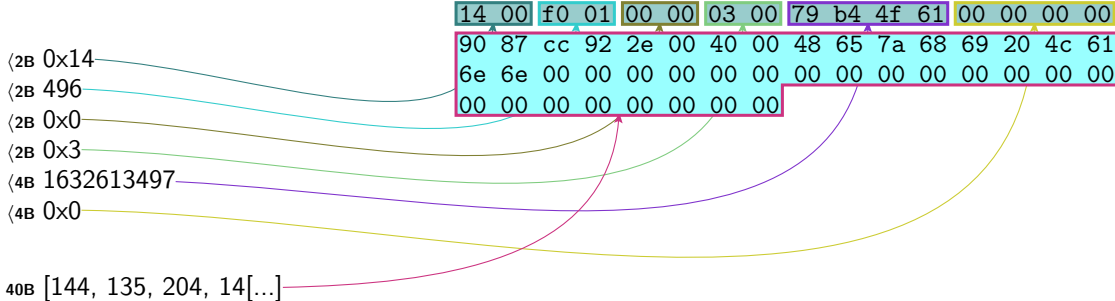 14 00 f0 01 00 00 03 00 79 b4 4f 61 00 00 00 00
90 87 cc 92 2e 00 40 00 48 65 7a 68 69 20 4c 61
6e 6e 00 00 00 00 00 00 00 00 00 00 00 00 00 00
00 00 00 00 00 00 00 00
⟨2B 0x14
⟨2B 496
⟨2B 0x0
⟨2B 0x3
⟨4B 1632613497
⟨4B 0x0
40B [144, 135, 204, 14[...]